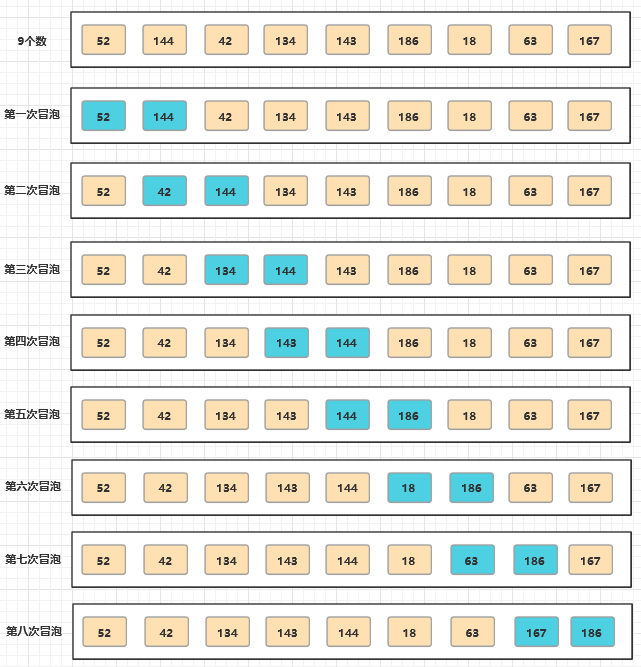 9个数 52 144 42 134 143 186 18 63 167
第一次冒泡 52 144 42 134 143 186 18 63 167
第二次冒泡 52 42 144 134 143 186 18 63 167
第三次冒泡 52 42 134 144 143 186 18 63 167
第四次冒泡 52 42 134 143 144 186 18 63 167
第五次冒泡 52 42 134 143 144 186 18 63 167
第六次冒泡 52 42 134 143 144 18 186 63 167
第七次冒泡 52 42 134 143 144 18 63 186 167
第八次冒泡 52 42 134 143 144 18 63 167 186